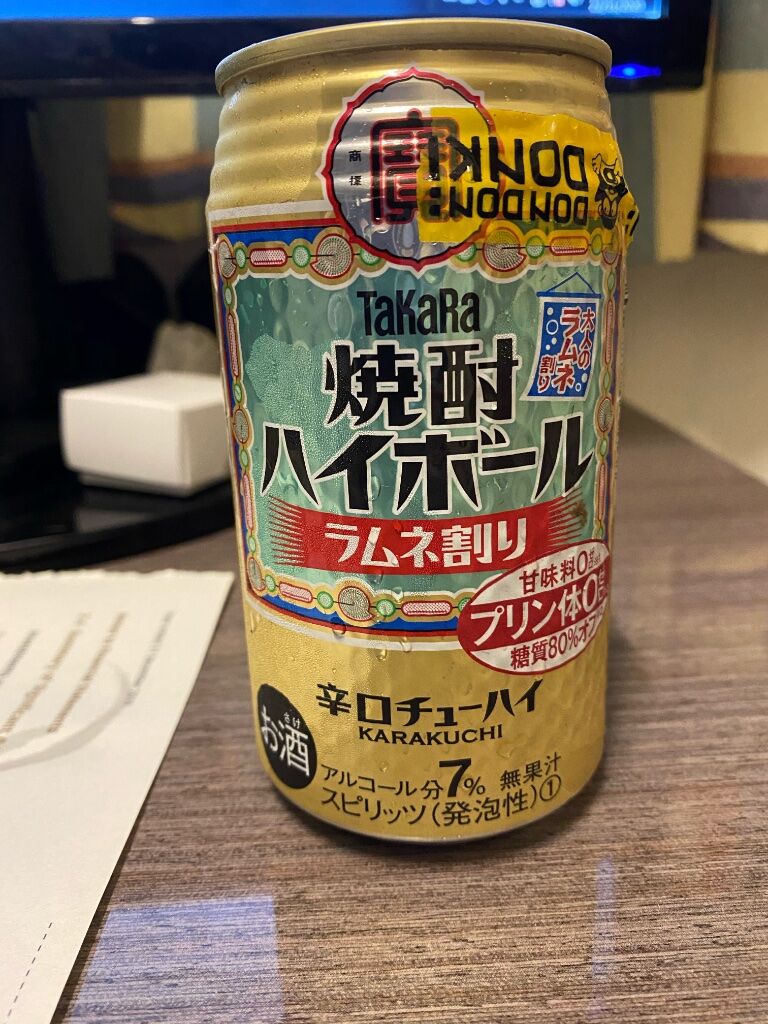 商標
寶
DON DON DONKI
TaKaRa
大人の
ラムネ
割り
焼酎
ハイボール
ラムネ割り
甘味料0
プリン体0
糖質80%オフ
辛口チューハイ
KARAKUCHI
お酒
さけ
アルコール分7% 無果汁
スピリッツ(発泡性)①